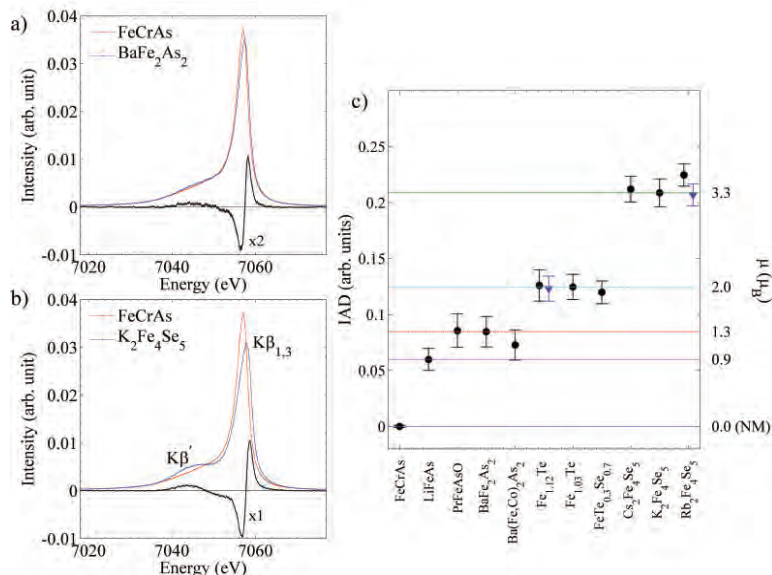 a)
FeCrAs
BaFe2As2
Intensity (arb. unit)
0.04
0.03
0.02
0.01
0
-0.01
x2
7020 7040 7060
Energy (eV)
b)
FeCrAs
K2Fe4Se5
Intensity (arb. unit)
0.04
0.03
0.02
0.01
0
-0.01
Kβ1,3
Kβ'
x1
7020 7040 7060
Energy (eV)
c)
IAD (arb. units)
0.25
0.2
0.15
0.1
0.05
0
3.3
2.0
1.3
0.9
0.0 (NM)
μ (μB)
FeCrAs
LiFeAs
PrFeAsO
BaFe2As2
Ba(Fe,Co)2As2
Fe1.12Te
Fe1.03Te
FeTe0.3Se0.7
Cs2Fe4Se5
K2Fe4Se5
Rb2Fe4Se5